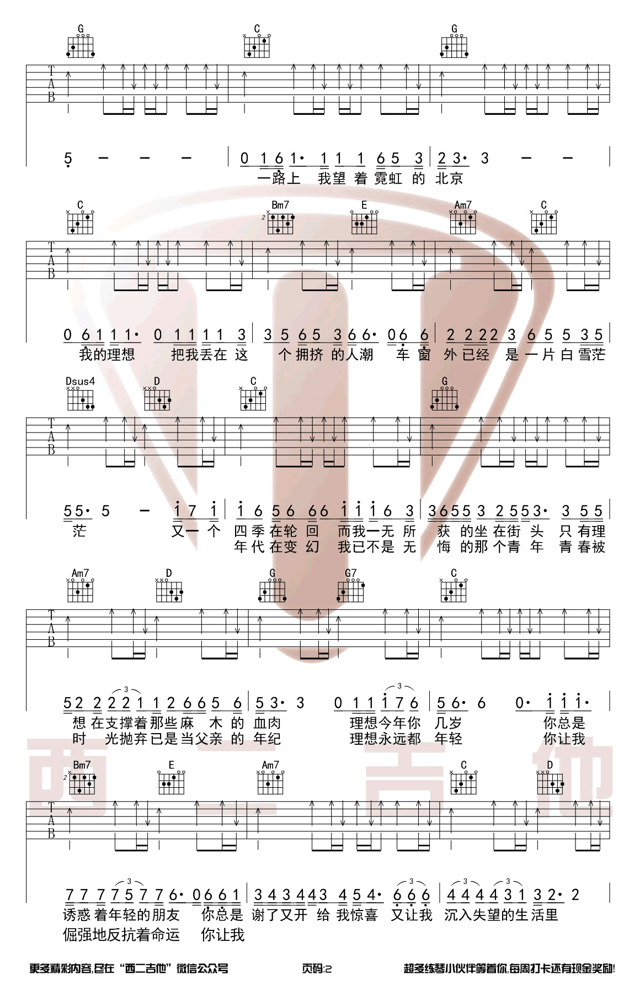 G C G
T
A
B
5 - - - 0 1 6 1· 1 1 1 6 5 3 2 3· 3 - -
一路上 我望着霓虹的 北京
C Bm7 E Am7 C
2
T
A
B
0 6 1 1 1· 0 1 1 1 1 3 3 5 6 5 3 6 6· 0 6 6 2 2 2 2 3 6 5 5 3 5
我的理想 把我丢在这 个拥挤的人潮 车窗 外已经是一片白雪茫
Dsus4 D C G
T
A
B
5 5· 5 - 1 7 1 1 6 5 6 6 6 1 1 1 6 3 3 6 5 5 3 2 5 5 3· 3 5 5
茫 又一个 四季在轮回 而我一无所 获的坐在街头 只有理
年代在变幻 我已不是无 悔的那个青年 青春被
Am7 D G G7 C
T
A
B
3 3
5 2 2 2 2 1 1 2 6 6 5 6 5 3· 3 0 1 1 1 7 6 5 6· 6 0· 1 1 1·
想在支撑着那些麻木的 血肉 理想今年你 几岁 你总是
时 光抛弃已是当父亲的 年纪 理想永远都 年轻 你让我
Bm7 E Am7 C D
2
T
A
B
3 3 3 3
7 7 7 7 5 7 7 6· 0 6 6 1 3 4 3 4 4 3 4 5 4· 6 6 6 4 4 4 4 3 1 3 2· 2
诱惑着年轻的朋友 你总是 谢了又开 给我惊喜 又让我 沉入失望的生活里
倔强地反抗着命运 你让我
西二吉他
更多精彩内容,尽在“西二吉他”微信公众号 页码:2 超多练琴小伙伴等着你,每周打卡还有现金奖励!